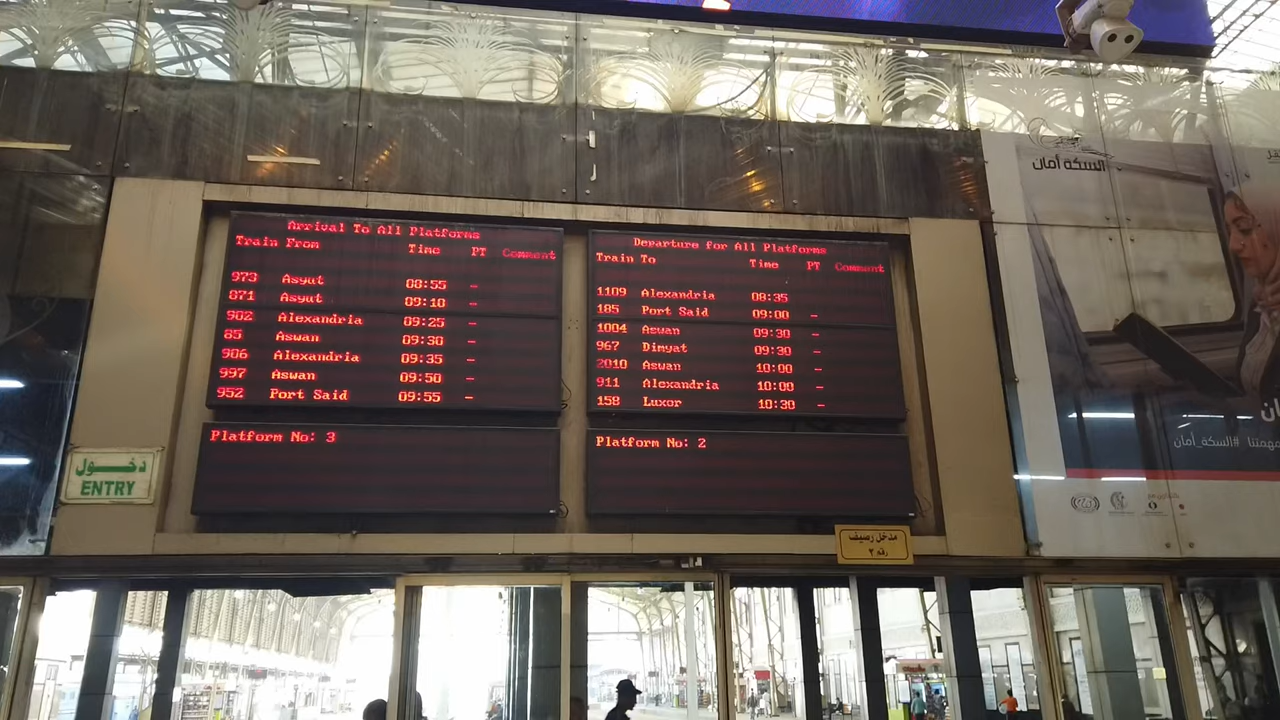 السكة أمان
Arrival To All Platforms
Train From Time PT Comment
973 Asyut 08:55 -
871 Asyut 09:10 -
902 Alexandria 09:25 -
85 Aswan 09:30 -
906 Alexandria 09:35 -
997 Aswan 09:50 -
952 Port Said 09:55 -
Platform No: 3
Departure for All Platforms
Train To Time PT Comment
1109 Alexandria 08:35
185 Port Said 09:00 -
1004 Aswan 09:30 -
967 Dimyat 09:30 -
2010 Aswan 10:00 -
911 Alexandria 10:00 -
158 Luxor 10:30 -
Platform No: 2
دخول
ENTRY
مدخل رصيف
رقم ٢
#السكة_أمان